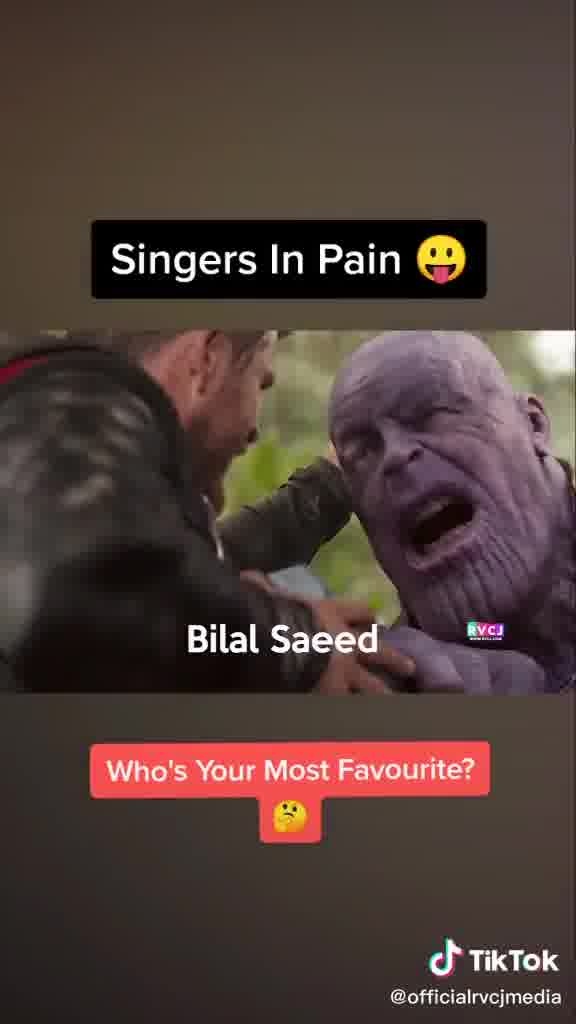 Singers In Pain 😛
Bilal Saeed
RVCJ
Who's Your Most Favourite?
🤔
TikTok
@officialrvcjmedia